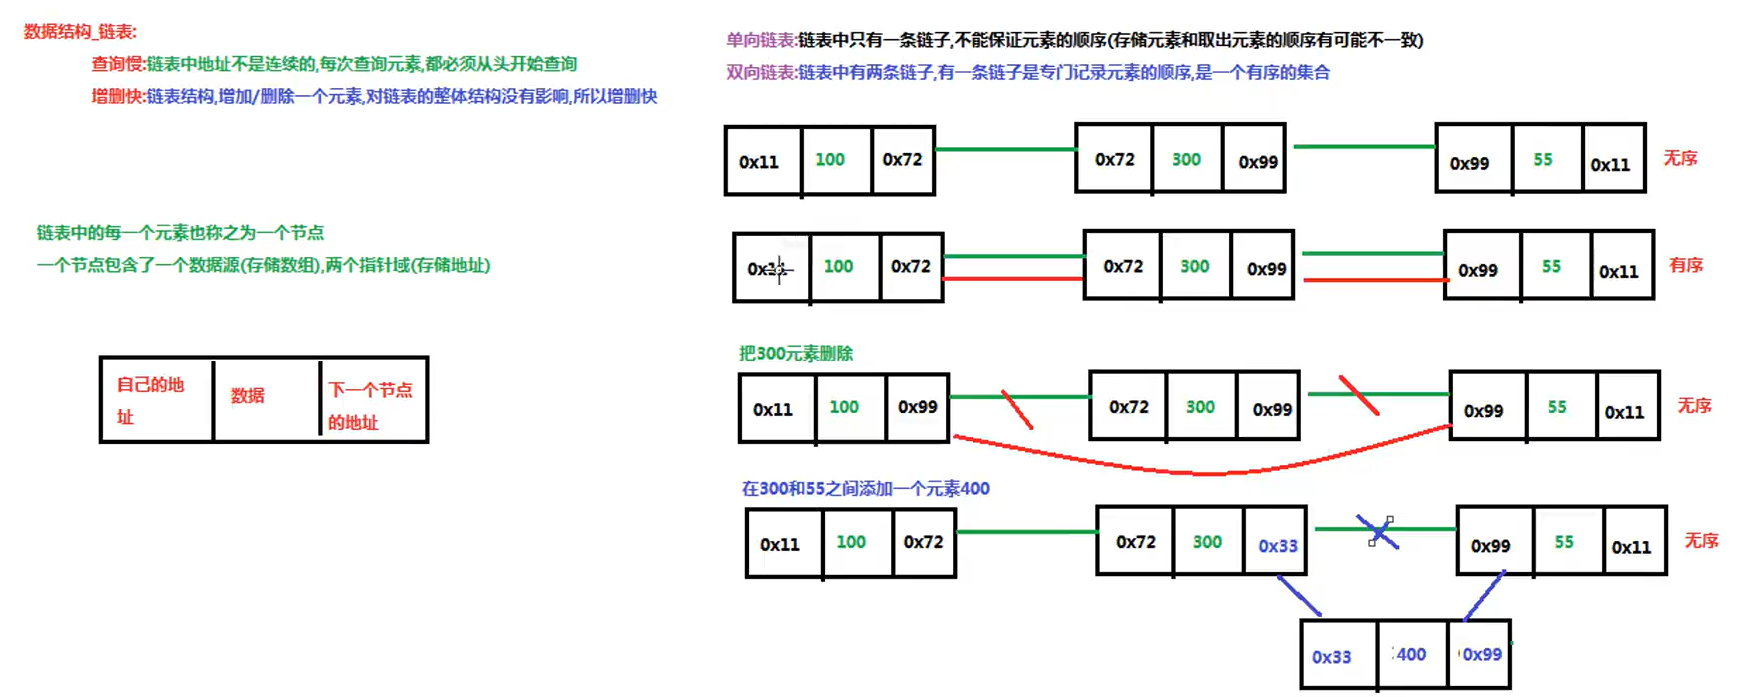 数据结构_链表:
查询慢:链表中地址不是连续的,每次查询元素,都必须从头开始查询
增删快:链表结构,增加/删除一个元素,对链表的整体结构没有影响,所以增删快
链表中的每一个元素也称之为一个节点
一个节点包含了一个数据源(存储数组),两个指针域(存储地址)
自己的地
址
数据
下一个节点
的地址
单向链表:链表中只有一条链子,不能保证元素的顺序(存储元素和取出元素的顺序有可能不一致)
双向链表:链表中有两条链子,有一条链子是专门记录元素的顺序,是一个有序的集合
0x11 100 0x72 0x72 300 0x99 0x99 55 0x11 无序
100 0x72 0x72 300 0x99 0x99 55 0x11 有序
把300元素删除
0x11 100 0x99 0x72 300 0x99 0x99 55 0x11 无序
在300和55之间添加一个元素400
0x11 100 0x72 0x72 300 0x33 0x99 55 0x11 无序
0x33 400 0x99